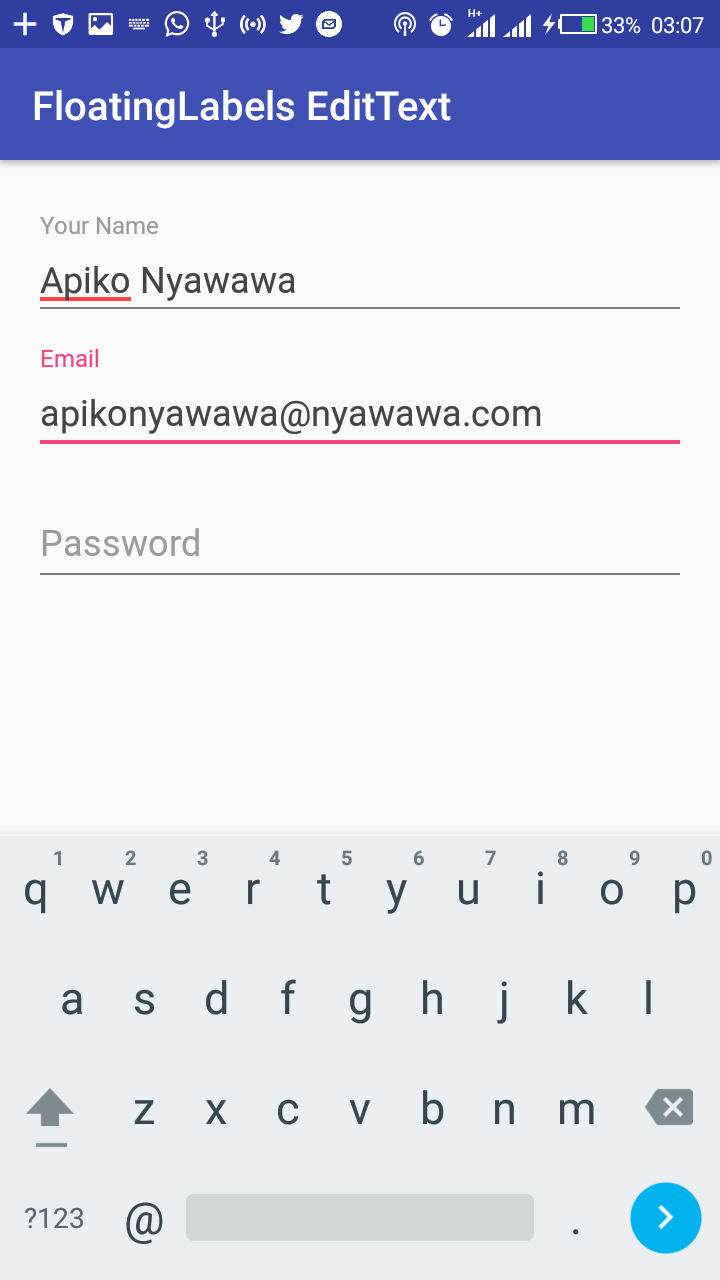 H+ 33% 03:07
FloatingLabels EditText
Your Name
Apiko Nyawawa
Email
apikonyawawa@nyawawa.com
Password
1 2 3 4 5 6 7 8 9 0
q w e r t y u i o p
a s d f g h j k l
z x c v b n m
?123 @ .